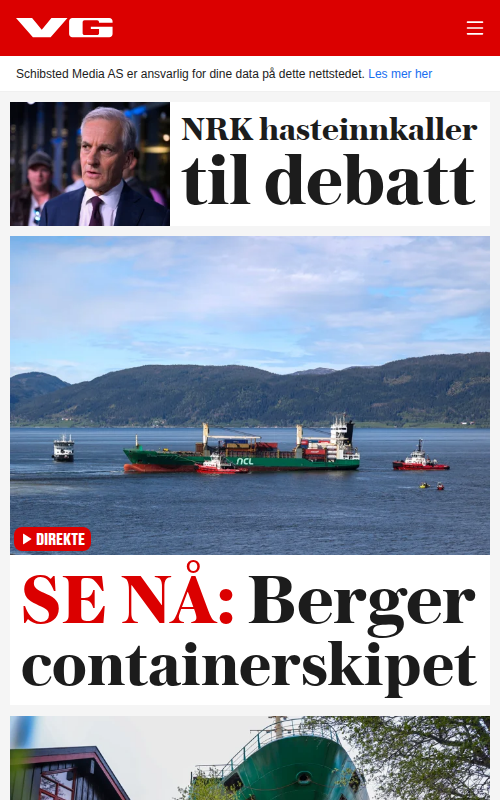 VG
Schibsted Media AS er ansvarlig for dine data på dette nettstedet. Les mer her
NRK hasteinnkaller
til debatt
ncl
DIREKTE
SE NÅ: Berger
containerskipet